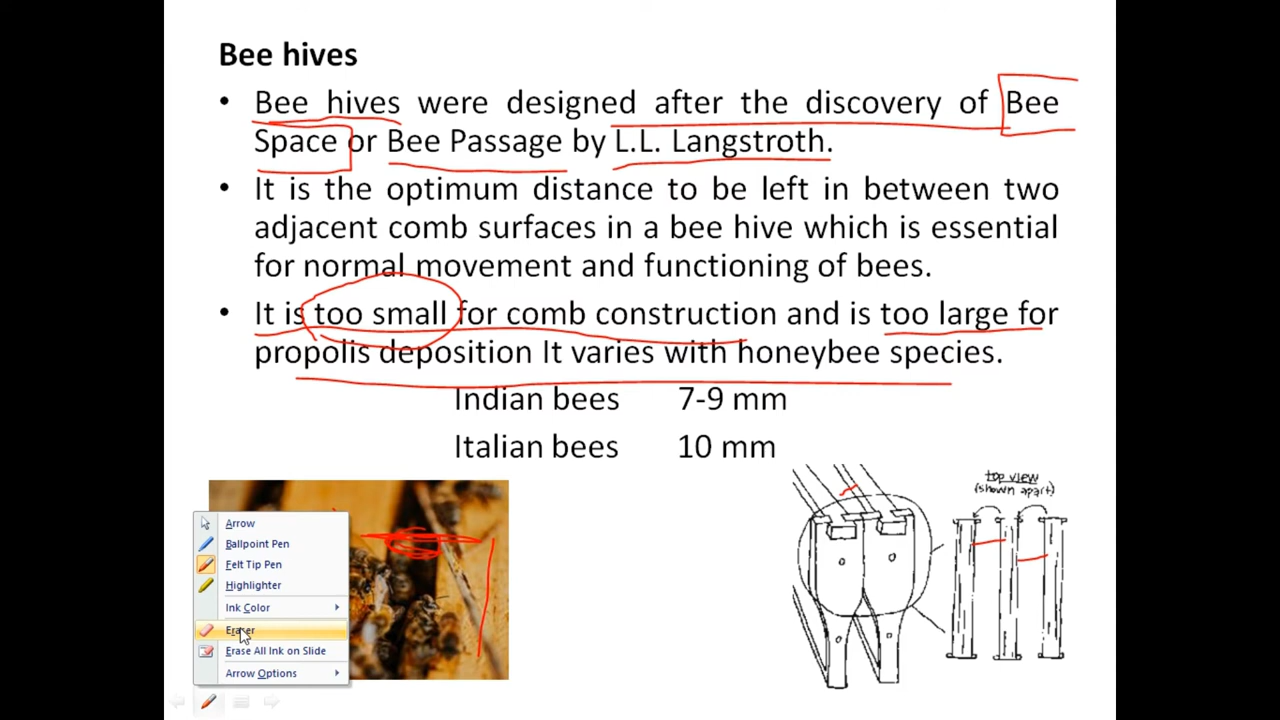 Bee hives
• Bee hives were designed after the discovery of Bee
Space or Bee Passage by L.L. Langstroth.
• It is the optimum distance to be left in between two
adjacent comb surfaces in a bee hive which is essential
for normal movement and functioning of bees.
• It is too small for comb construction and is too large for
propolis deposition It varies with honeybee species.
Indian bees 7-9 mm
Italian bees 10 mm
top view
(shown apart)
Arrow
Ballpoint Pen
Felt Tip Pen
Highlighter
Ink Color
Eraser
Erase All Ink on Slide
Arrow Options